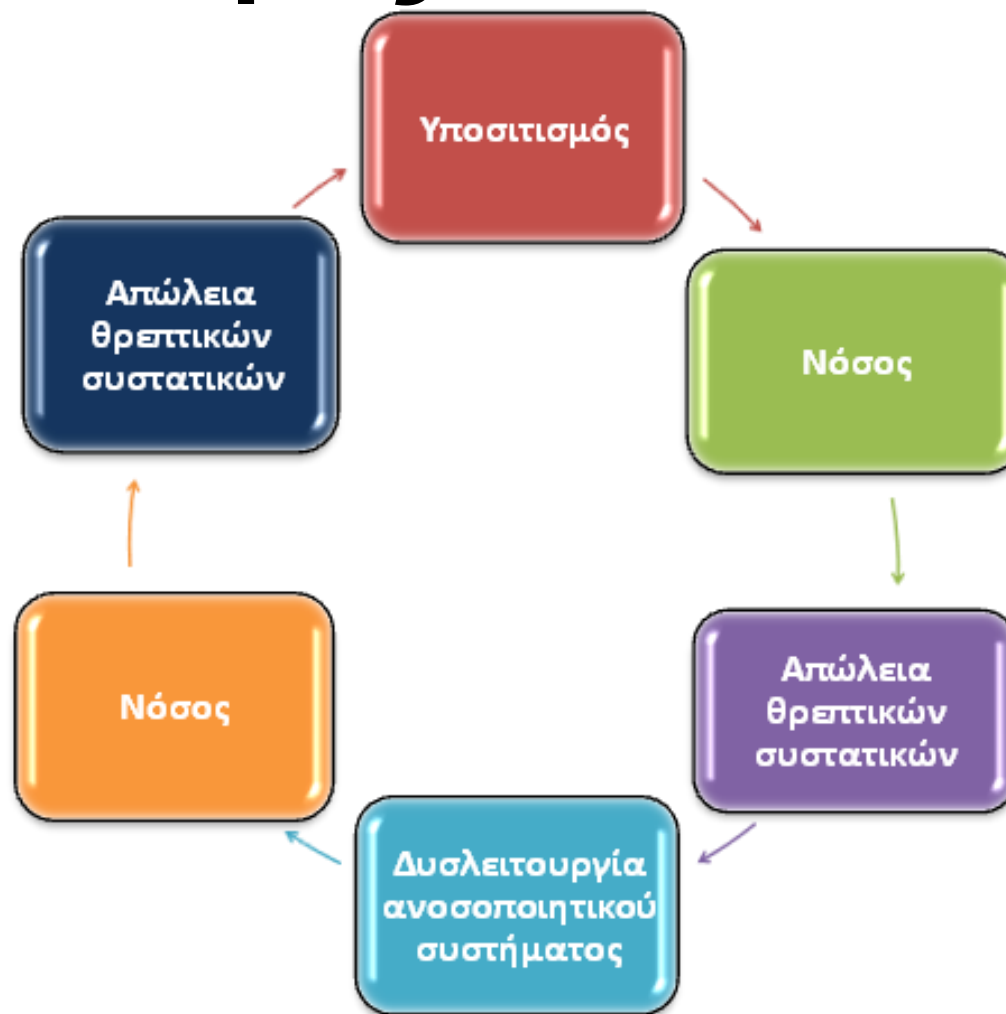 Υποσιτισμός
Νόσος
Απώλεια
θρεπτικών
συστατικών
Δυσλειτουργία
ανοσοποιητικού
συστήματος
Νόσος
Απώλεια
θρεπτικών
συστατικών